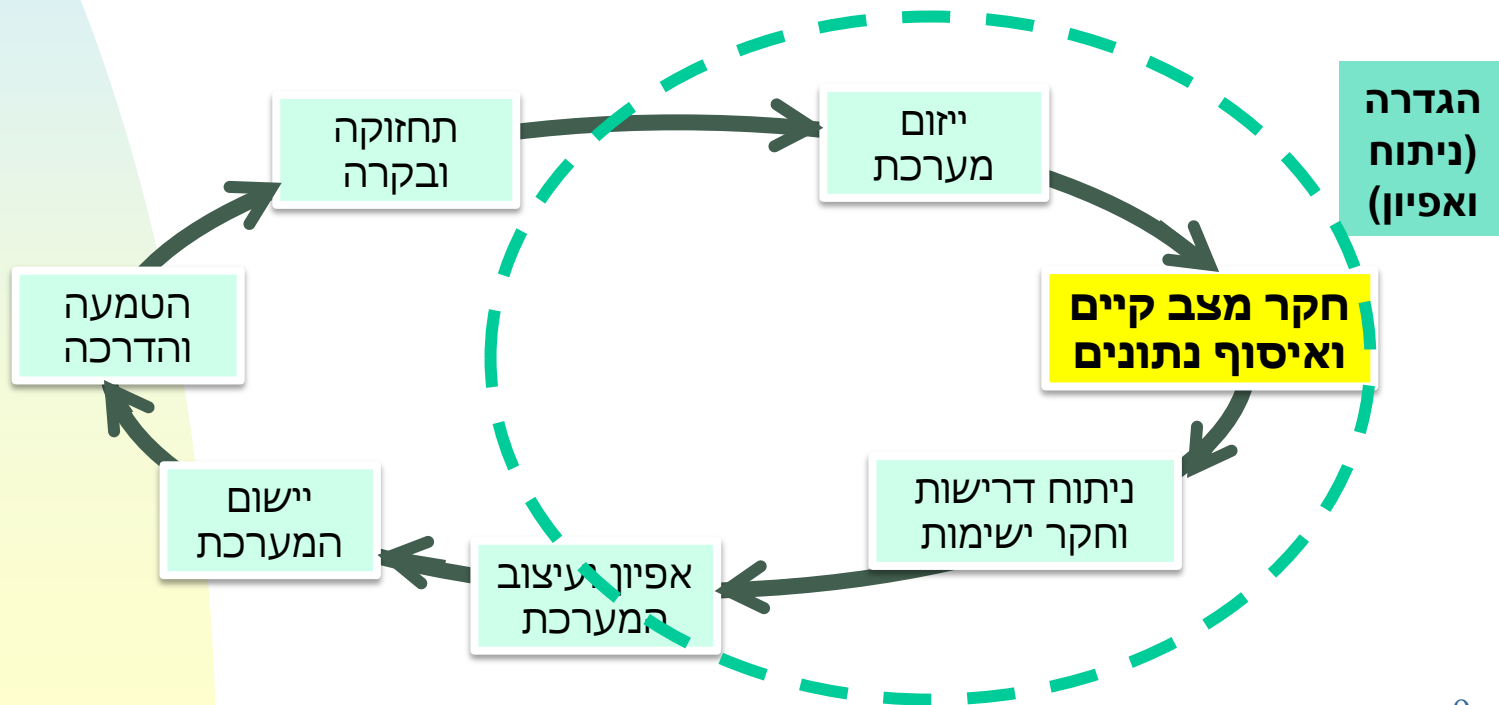 הגדרה
(ניתוח
ואפיון)
ייזום
מערכת
חקר מצב קיים
ואיסוף נתונים
ניתוח דרישות
וחקר ישימות
אפיון ועיצוב
המערכת
יישום
המערכת
הטמעה
והדרכה
תחזוקה
ובקרה